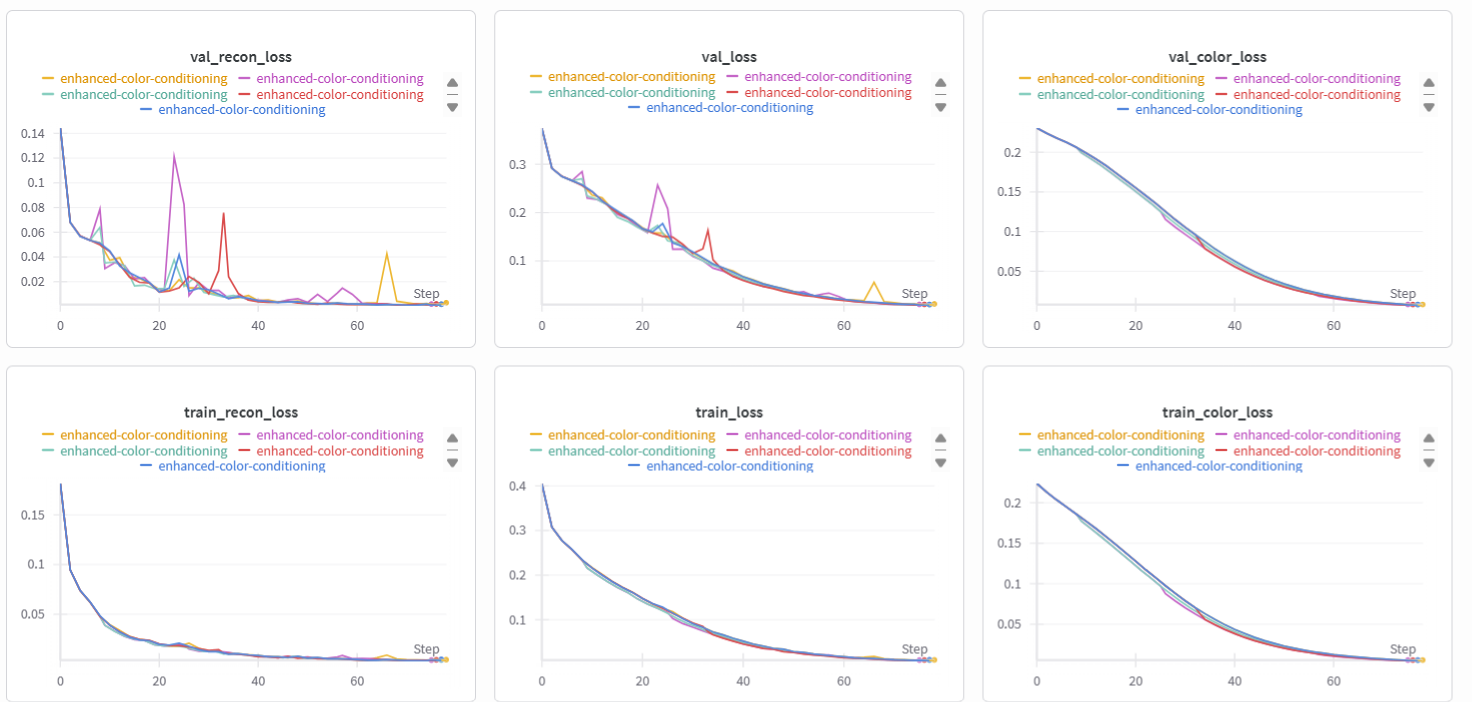 val_recon_loss
enhanced-color-conditioning enhanced-color-conditioning
enhanced-color-conditioning enhanced-color-conditioning
enhanced-color-conditioning
0.14
0.12
0.1
0.08
0.06
0.04
0.02
Step
0 20 40 60
val_loss
enhanced-color-conditioning enhanced-color-conditioning
enhanced-color-conditioning enhanced-color-conditioning
enhanced-color-conditioning
0.3
0.2
0.1
Step
0 20 40 60
val_color_loss
enhanced-color-conditioning enhanced-color-conditioning
enhanced-color-conditioning enhanced-color-conditioning
enhanced-color-conditioning
0.2
0.15
0.1
0.05
Step
0 20 40 60
train_recon_loss
enhanced-color-conditioning enhanced-color-conditioning
enhanced-color-conditioning enhanced-color-conditioning
enhanced-color-conditioning
0.15
0.1
0.05
Step
0 20 40 60
train_loss
enhanced-color-conditioning enhanced-color-conditioning
enhanced-color-conditioning enhanced-color-conditioning
enhanced-color-conditioning
0.4
0.3
0.2
0.1
Step
0 20 40 60
train_color_loss
enhanced-color-conditioning enhanced-color-conditioning
enhanced-color-conditioning enhanced-color-conditioning
enhanced-color-conditioning
0.2
0.15
0.1
0.05
Step
0 20 40 60